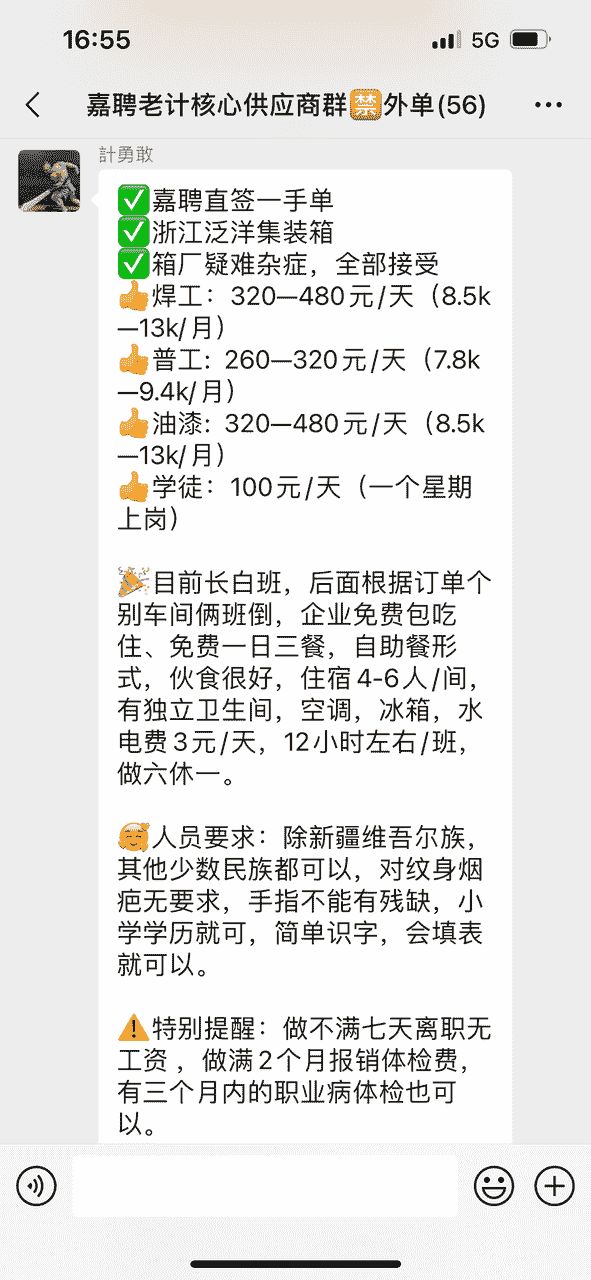 16:55
5G
嘉聘老计核心供应商群🈲外单(56)
計勇敢
✅嘉聘直签一手单
✅浙江泛洋集装箱
✅箱厂疑难杂症，全部接受
👍焊工：320—480元/天（8.5k
—13k/月）
👍普工: 260—320元/天（7.8k
—9.4k/月）
👍油漆: 320—480元/天（8.5k
—13k/月）
👍学徒：100元/天（一个星期
上岗）
🎉目前长白班，后面根据订单个
别车间俩班倒，企业免费包吃
住、免费一日三餐，自助餐形
式，伙食很好，住宿4-6人/间，
有独立卫生间，空调，冰箱，水
电费3元/天，12小时左右/班，
做六休一。
🥰人员要求：除新疆维吾尔族，
其他少数民族都可以，对纹身烟
疤无要求，手指不能有残缺，小
学学历就可，简单识字，会填表
就可以。
⚠️特别提醒：做不满七天离职无
工资 ，做满2个月报销体检费，
有三个月内的职业病体检也可
以。